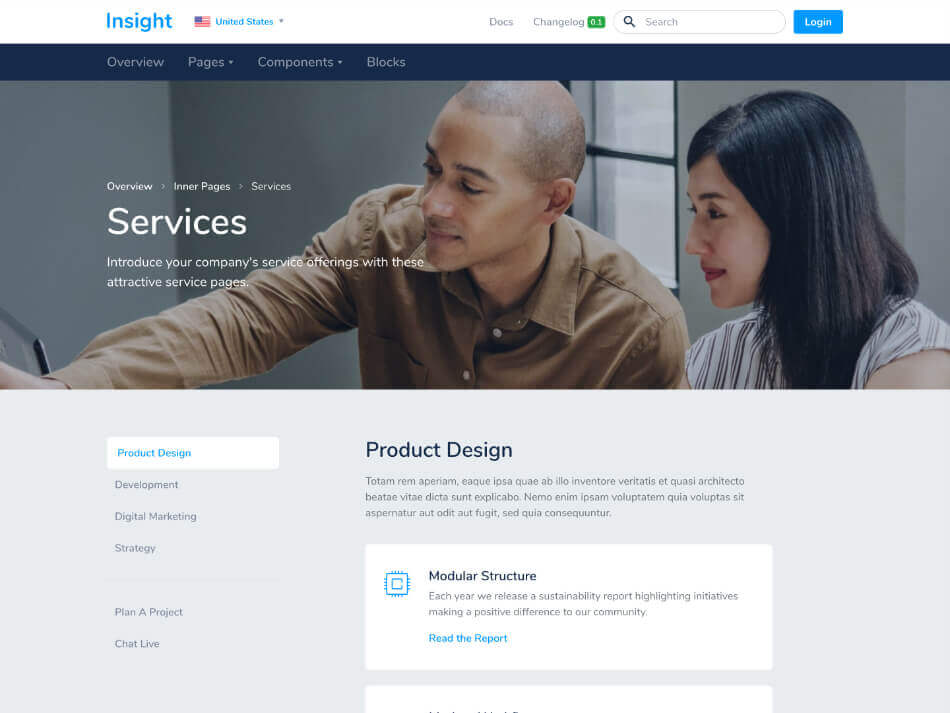 Insight
United States
Docs
Changelog 0.1
Search
Login
Overview
Pages
Components
Blocks
Overview > Inner Pages > Services
Services
Introduce your company's service offerings with these
attractive service pages.
Product Design
Development
Digital Marketing
Strategy
Plan A Project
Chat Live
Product Design
Totam rem aperiam, eaque ipsa quae ab illo inventore veritatis et quasi architecto
beatae vitae dicta sunt explicabo. Nemo enim ipsam voluptatem quia voluptas sit
aspernatur aut odit aut fugit, sed quia consequuntur.
Modular Structure
Each year we release a sustainability report highlighting initiatives
making a positive difference to our community.
Read the Report